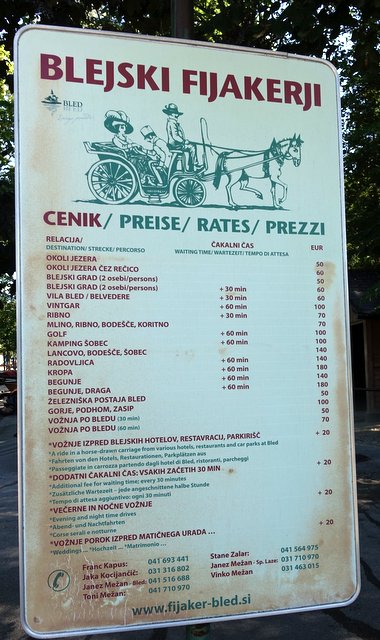 BLEJSKI FIJAKERJI
BLED
CENIK/ PREISE/ RATES/ PREZZI
RELACIJA/ ČAKALNI ČAS EUR
DESTINATION/ STRECKE/ PERCORSO WAITING TIME/ WARTEZEIT/ TEMPO DI ATTESA
OKOLI JEZERA 50
OKOLI JEZERA ČEZ REČICO 60
BLEJSKI GRAD (2 osebi/persons) 50
BLEJSKI GRAD (2 osebi/persons) + 30 min 60
VILA BLED / BELVEDERE + 30 min 60
VINTGAR + 60 min 100
RIBNO + 30 min 70
MLINO, RIBNO, BODEŠČE, KORITNO 70
GOLF + 60 min 100
KAMPING ŠOBEC + 60 min 100
LANCOVO, BODEŠČE, ŠOBEC 140
RADOVLJICA + 60 min 140
KROPA + 60 min 180
BEGUNJE + 60 min 140
BEGUNJE, DRAGA + 60 min 180
ŽELEZNIŠKA POSTAJA BLED 50
GORJE, PODHOM, ZASIP 100
VOŽNJA PO BLEDU (30 min) 50
VOŽNJA PO BLEDU (60 min) 70
*VOŽNJE IZPRED BLEJSKIH HOTELOV, RESTAVRACIJ, PARKIRIŠČ + 20
*A ride in a horse-drawn carriage from various hotels, restaurants and car parks at Bled
*Fahrten von den Hotels, Restaurationen, Parkplätzen aus
*Passeggiate in carrozza partendo dagli hotel di Bled, ristoranti, parcheggi
*DODATNI ČAKALNI ČAS: VSAKIH ZAČETIH 30 MIN + 20
*Additional fee for waiting time; every 30 minutes
*Zusätzliche Wartezeit – jede angeschnittene halbe Stunde
*Tempo di attesa aggiuntivo: ogni 30 minuti
*VEČERNE IN NOČNE VOŽNJE + 20
*Evening and night time drives
*Abend- und Nachtfahrten
*Corse serali e notturne
*VOŽNJE POROK IZPRED MATIČNEGA URADA ... + 20
*Weddings ... *Hochzeit ... *Matrimonio ...
Franc Kapus: 041 693 441
Jaka Kocijančič: 031 316 802
Janez Mežan - Bled: 041 516 688
Toni Mežan: 041 710 970
Stane Zalar: 041 564 975
Janez Mežan - Sp. Laze: 031 710 970
Vinko Mežan 031 463 015
www.fijaker-bled.si